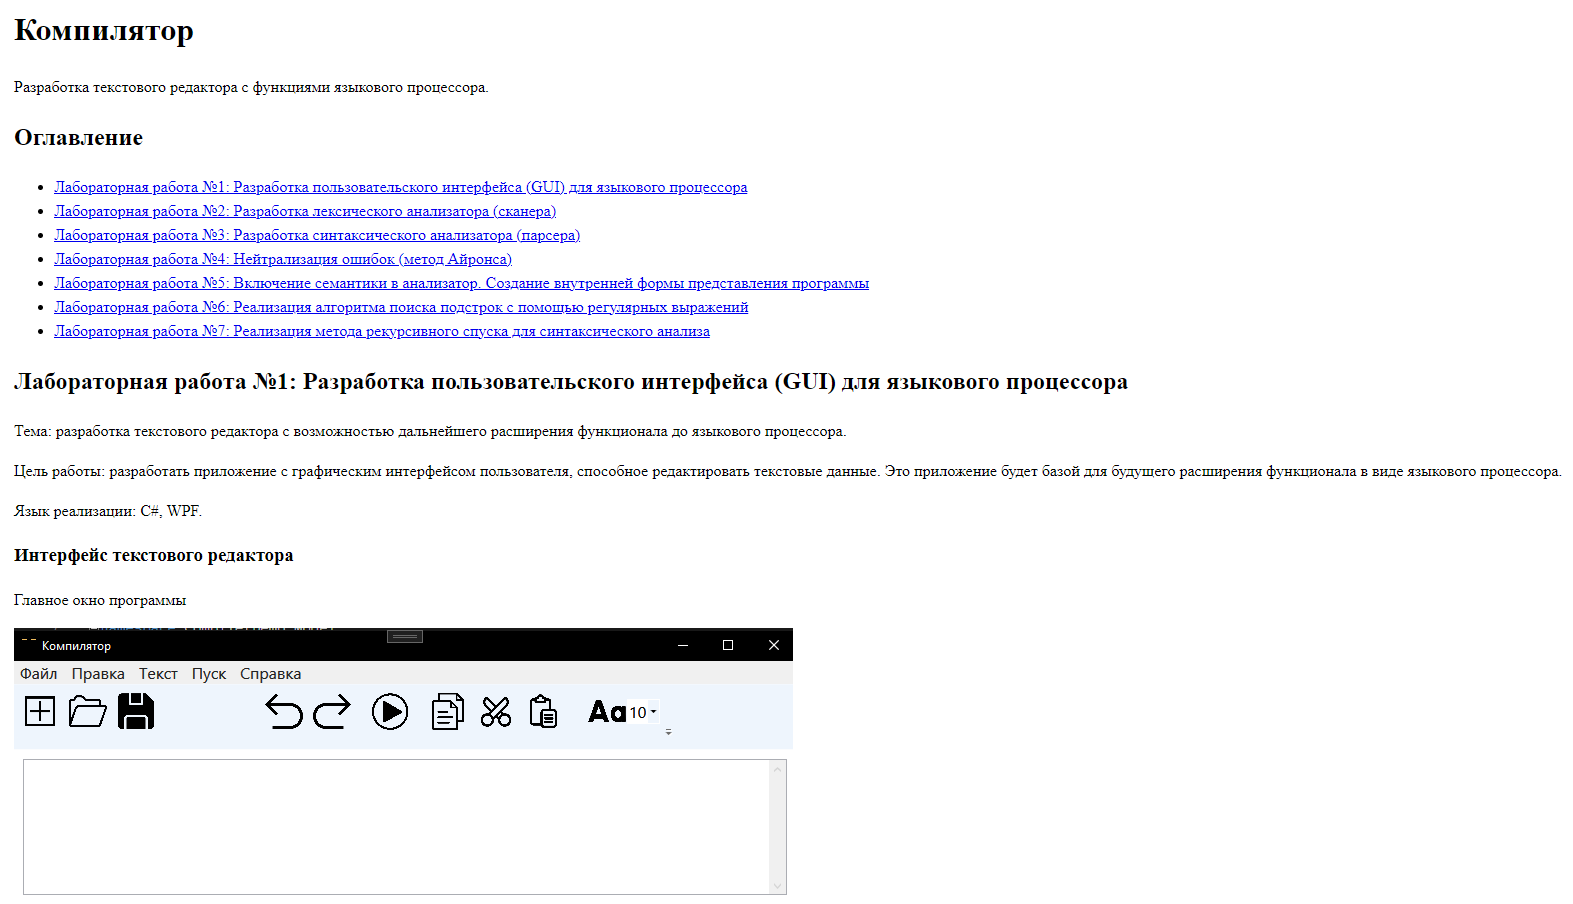 Компилятор
Разработка текстового редактора с функциями языкового процессора.
Оглавление
Лабораторная работа №1: Разработка пользовательского интерфейса (GUI) для языкового процессора
Лабораторная работа №2: Разработка лексического анализатора (сканера)
Лабораторная работа №3: Разработка синтаксического анализатора (парсера)
Лабораторная работа №4: Нейтрализация ошибок (метод Айронса)
Лабораторная работа №5: Включение семантики в анализатор. Создание внутренней формы представления программы
Лабораторная работа №6: Реализация алгоритма поиска подстрок с помощью регулярных выражений
Лабораторная работа №7: Реализация метода рекурсивного спуска для синтаксического анализа
Лабораторная работа №1: Разработка пользовательского интерфейса (GUI) для языкового процессора
Тема: разработка текстового редактора с возможностью дальнейшего расширения функционала до языкового процессора.
Цель работы: разработать приложение с графическим интерфейсом пользователя, способное редактировать текстовые данные. Это приложение будет базой для будущего расширения функционала в виде языкового процессора.
Язык реализации: C#, WPF.
Интерфейс текстового редактора
Главное окно программы
Компилятор
Файл Правка Текст Пуск Справка
Aa 10